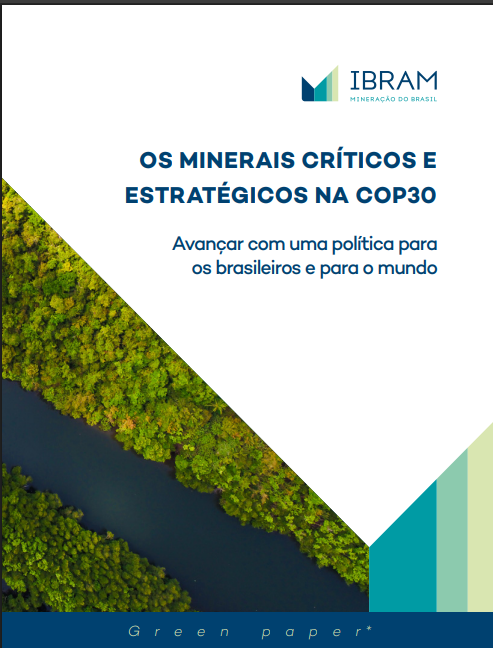 IBRAM
MINERAÇÃO DO BRASIL
OS MINERAIS CRÍTICOS E
ESTRATÉGICOS NA COP30
Avançar com uma política para
os brasileiros e para o mundo
Green paper*